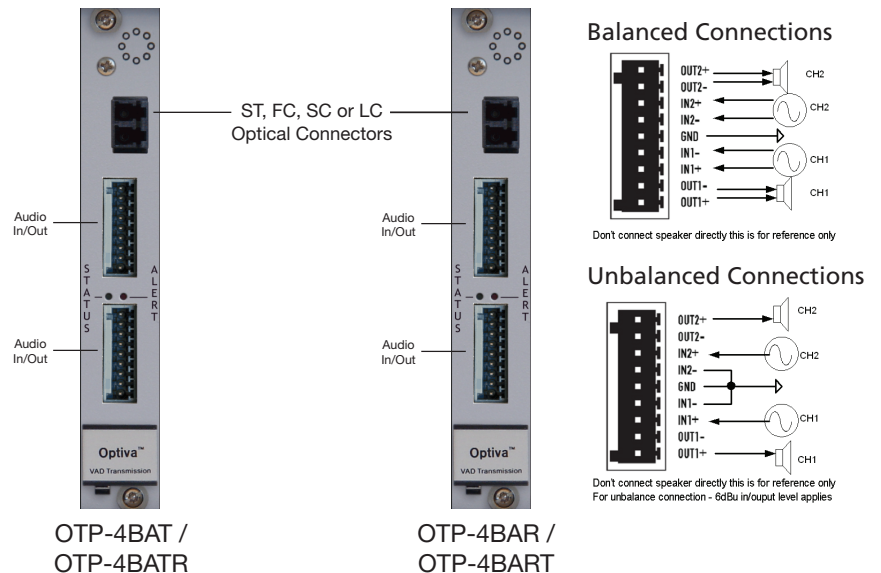 ST, FC, SC or LC
Optical Connectors
Audio
In/Out
STATUS
ALERT
Audio
In/Out
Optiva™
VAD Transmission
OTP-4BAT /
OTP-4BATR
Audio
In/Out
STATUS
ALERT
Audio
In/Out
Optiva™
VAD Transmission
OTP-4BAR /
OTP-4BART
Balanced Connections
OUT2+
OUT2-
CH2
IN2+
IN2-
CH2
GND
IN1-
IN1+
CH1
OUT1-
OUT1+
CH1
Don't connect speaker directly this is for reference only
Unbalanced Connections
OUT2+
CH2
OUT2-
IN2+
CH2
IN2-
GND
IN1-
IN1+
CH1
OUT1-
OUT1+
CH1
Don't connect speaker directly this is for reference only
For unbalance connection - 6dBu in/ouput level applies